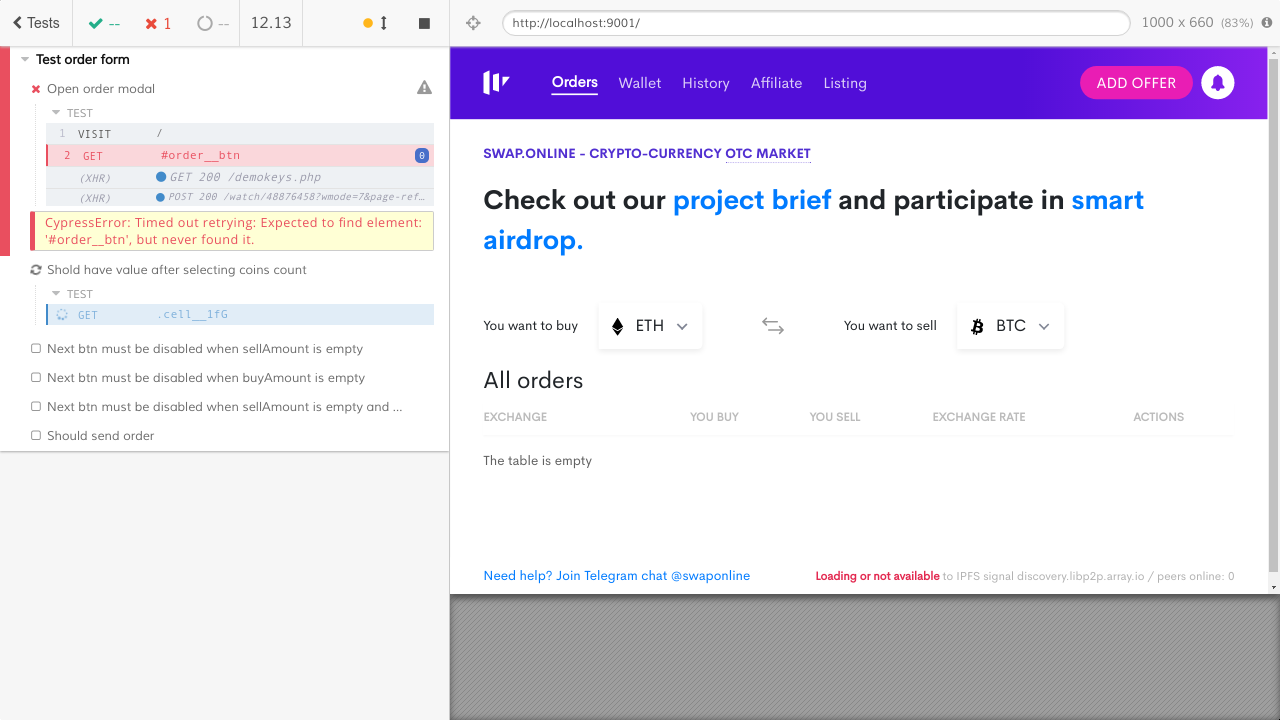 Tests
--
1
--
12.13
http://localhost:9001/
1000 x 660 (83%)
Test order form
Open order modal
TEST
1 VISIT /
2 GET #order__btn 0
(XHR) GET 200 /demokeys.php
(XHR) POST 200 /watch/48876458?wmode=7&page-ref…
CypressError: Timed out retrying: Expected to find element:
'#order__btn', but never found it.
Shold have value after selecting coins count
TEST
GET .cell__1fG
Next btn must be disabled when sellAmount is empty
Next btn must be disabled when buyAmount is empty
Next btn must be disabled when sellAmount is empty and ...
Should send order
Orders Wallet History Affiliate Listing
ADD OFFER
SWAP.ONLINE - CRYPTO-CURRENCY OTC MARKET
Check out our project brief and participate in smart
airdrop.
You want to buy ETH You want to sell BTC
All orders
EXCHANGE YOU BUY YOU SELL EXCHANGE RATE ACTIONS
The table is empty
Need help? Join Telegram chat @swaponline
Loading or not available to IPFS signal discovery.libp2p.array.io / peers online: 0